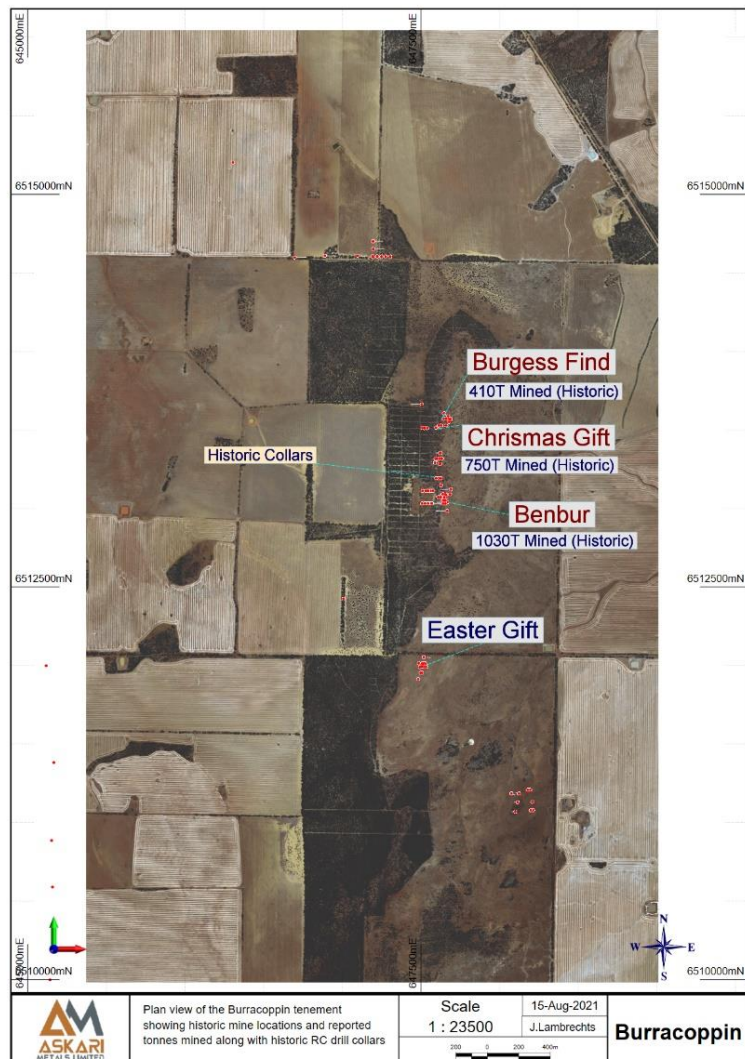 645000mE
647500mE
6515000mN
6515000mN
Burgess Find
410T Mined (Historic)
Chrismas Gift
750T Mined (Historic)
Historic Collars
Benbur
1030T Mined (Historic)
6512500mN
6512500mN
Easter Gift
N
W
E
S
645000mE
647500mE
6510000mN
6510000mN
AM
ASKARI
METALS LIMITED
Plan view of the Burracoppin tenement
showing historic mine locations and reported
tonnes mined along with historic RC drill collars
Scale
1 : 23500
15-Aug-2021
J.Lambrechts
200 0 200 400m
Burracoppin